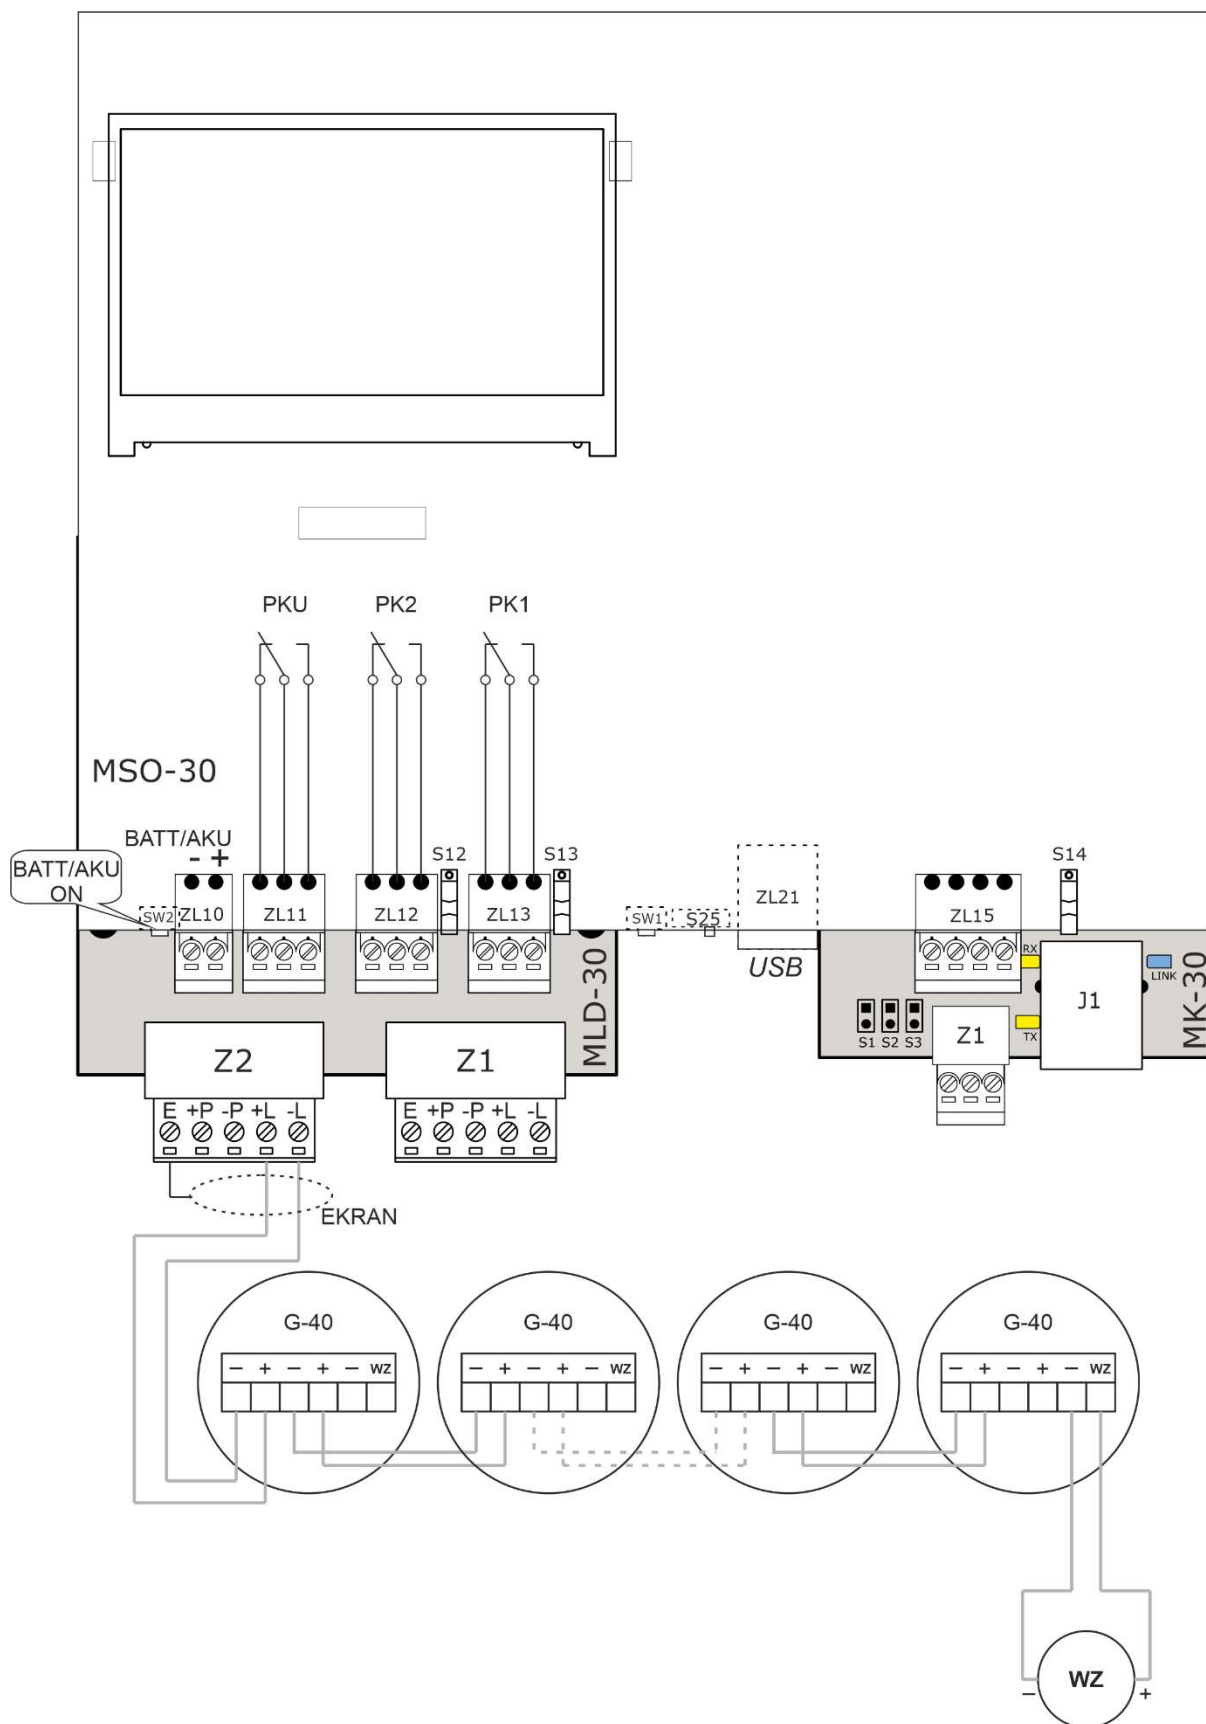 PKU PK2 PK1
MSO-30
BATT/AKU
- +
BATT/AKU
ON
S12 S13 S14
SW2 ZL10 ZL11 ZL12 ZL13 SW1 S25 ZL21 ZL15
USB
RX
LINK
J1
TX
S1 S2 S3
Z1
MLD-30
MK-30
Z2 Z1
E +P -P +L -L
E +P -P +L -L
EKRAN
G-40 G-40 G-40 G-40
− + − + − WZ
− + − + − WZ
− + − + − WZ
− + − + − WZ
WZ
− +